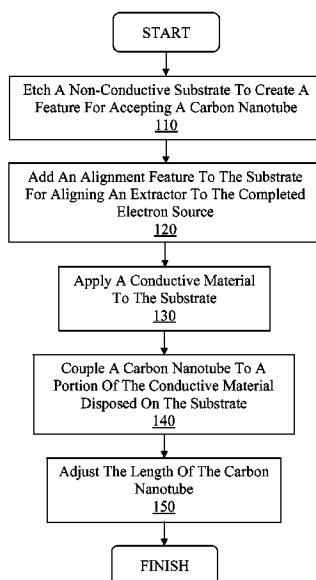 START
Etch A Non-Conductive Substrate To Create A
Feature For Accepting A Carbon Nanotube
110
Add An Alignment Feature To The Substrate
For Aligning An Extractor To The Completed
Electron Source
120
Apply A Conductive Material
To The Substrate
130
Couple A Carbon Nanotube To A
Portion Of The Conductive Material
Disposed On The Substrate
140
Adjust The Length Of The Carbon
Nanotube
150
FINISH